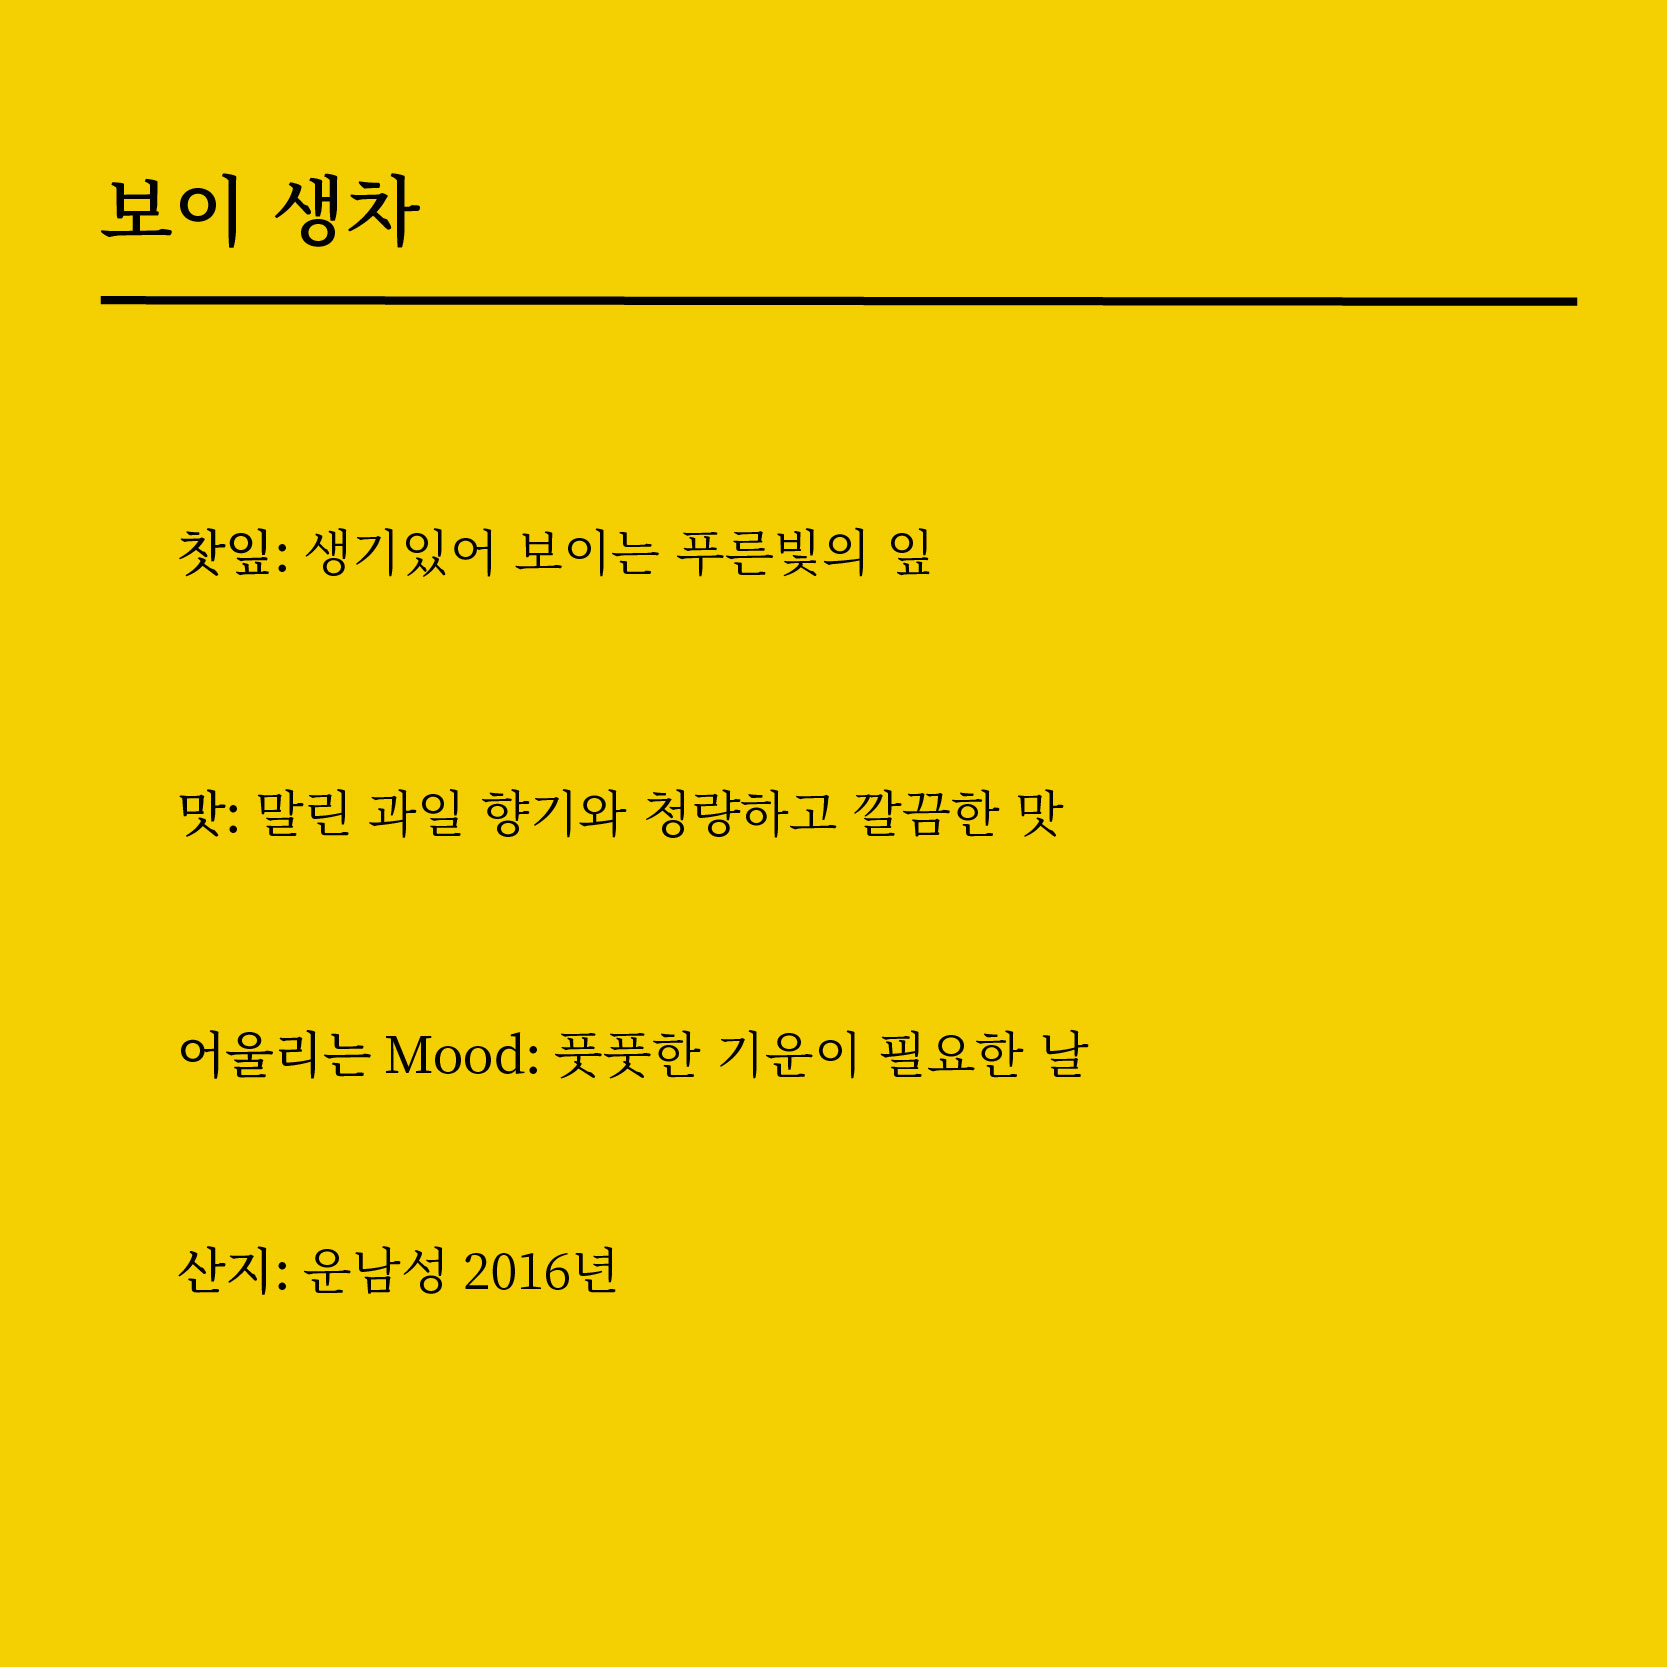 보이 생차
찻잎: 생기있어 보이는 푸른빛의 잎
맛: 말린 과일 향기와 청량하고 깔끔한 맛
어울리는 Mood: 풋풋한 기운이 필요한 날
산지: 운남성 2016년